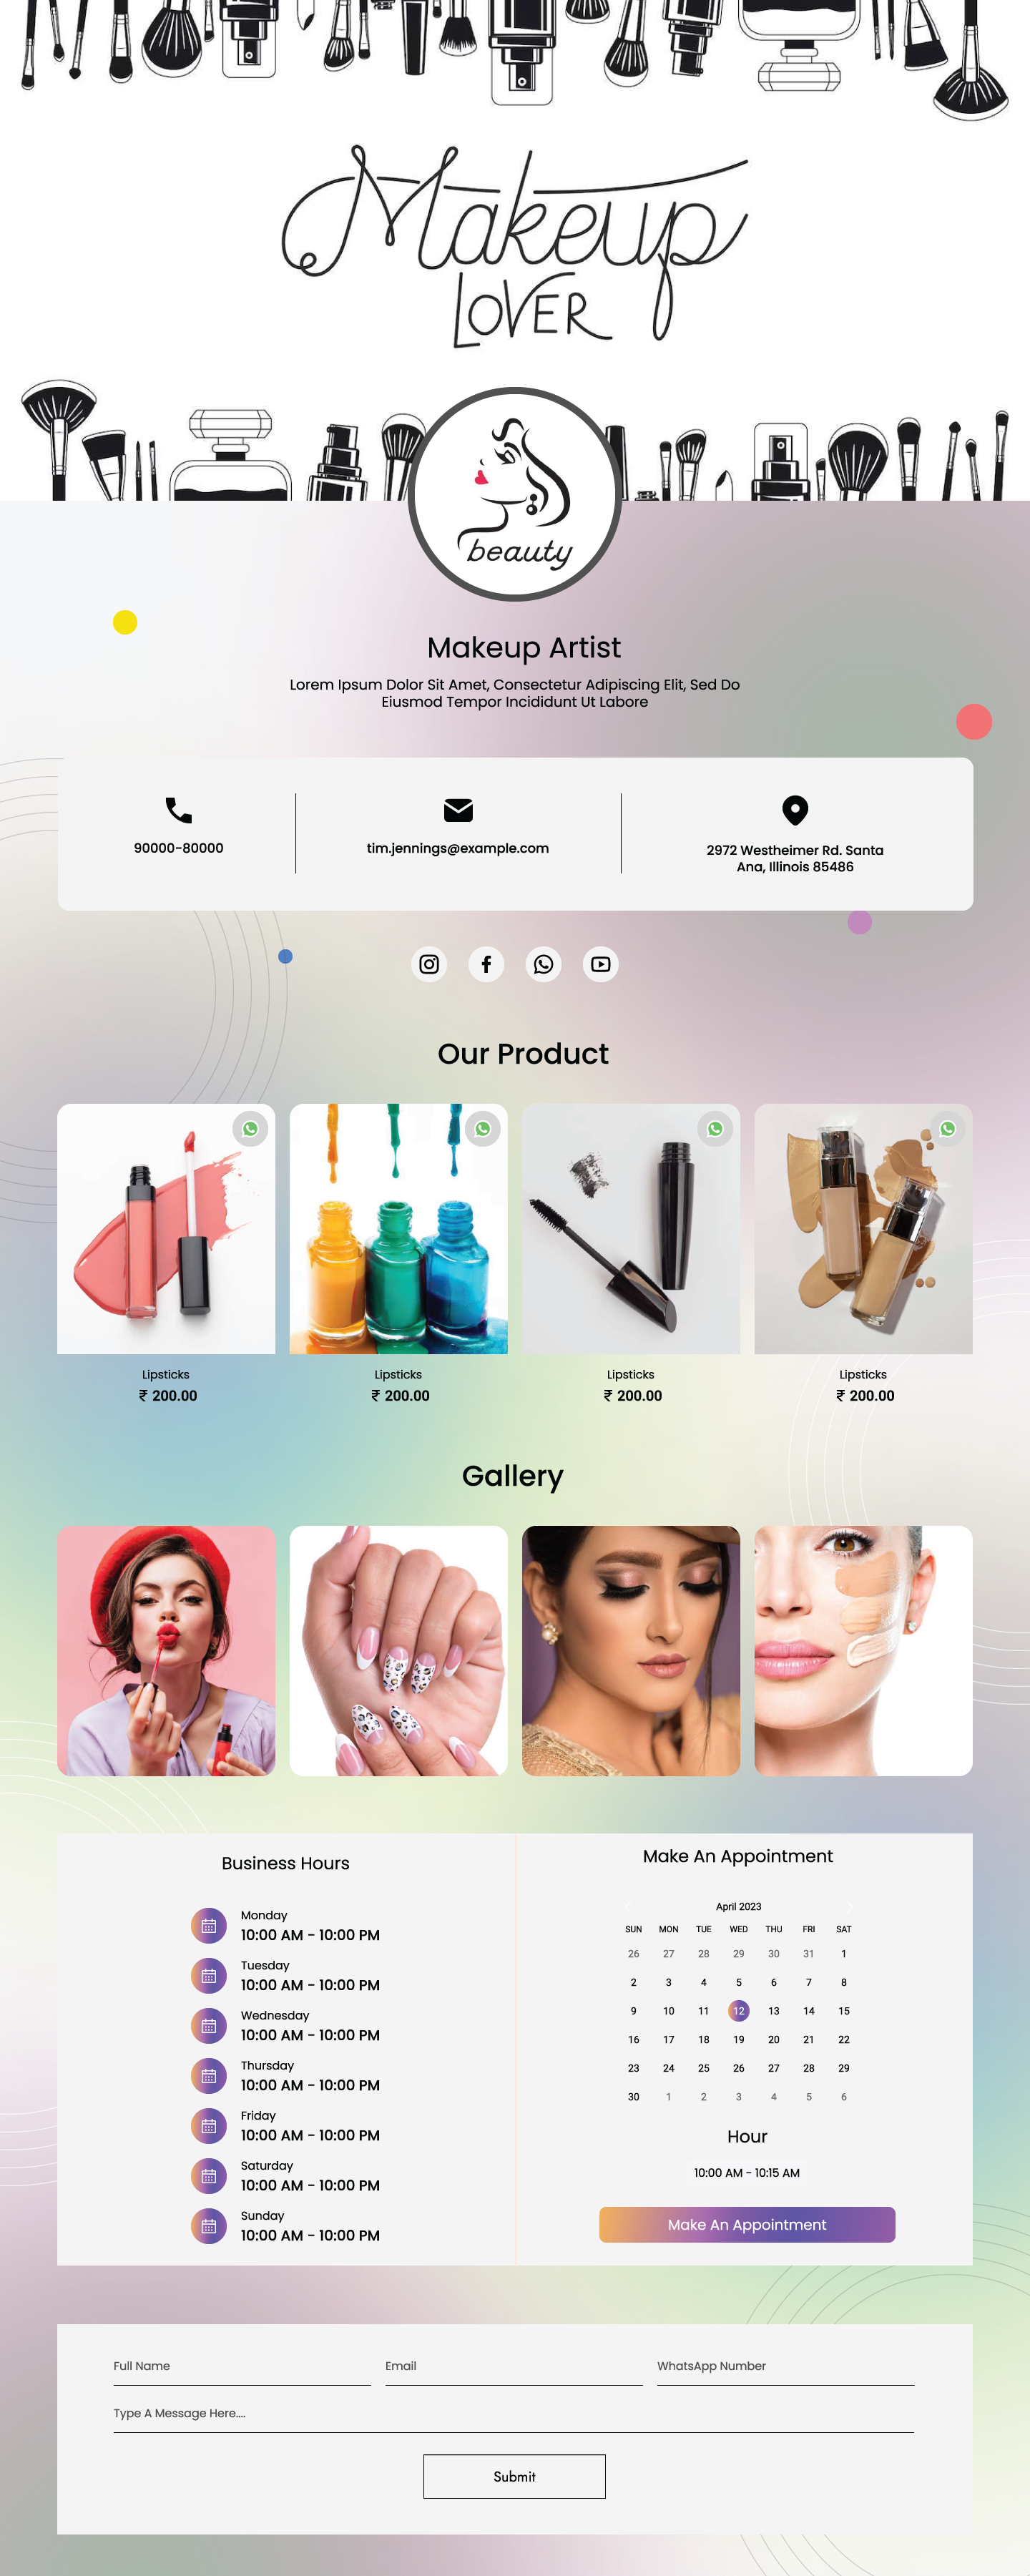 Makeup
LOVER
beauty
Makeup Artist
Lorem Ipsum Dolor Sit Amet, Consectetur Adipiscing Elit, Sed Do
Eiusmod Tempor Incididunt Ut Labore
90000-80000
tim.jennings@example.com
2972 Westheimer Rd. Santa
Ana, Illinois 85486
Our Product
Lipsticks
₹ 200.00
Lipsticks
₹ 200.00
Lipsticks
₹ 200.00
Lipsticks
₹ 200.00
Gallery
Business Hours
Monday
10:00 AM - 10:00 PM
Tuesday
10:00 AM - 10:00 PM
Wednesday
10:00 AM - 10:00 PM
Thursday
10:00 AM - 10:00 PM
Friday
10:00 AM - 10:00 PM
Saturday
10:00 AM - 10:00 PM
Sunday
10:00 AM - 10:00 PM
Make An Appointment
April 2023
SUN MON TUE WED THU FRI SAT
26 27 28 29 30 31 1
2 3 4 5 6 7 8
9 10 11 12 13 14 15
16 17 18 19 20 21 22
23 24 25 26 27 28 29
30 1 2 3 4 5 6
Hour
10:00 AM - 10:15 AM
Make An Appointment
Full Name
Email
WhatsApp Number
Type A Message Here....
Submit